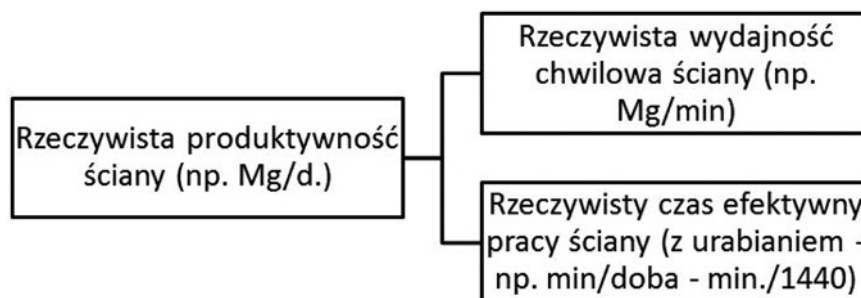 Rzeczywista wydajność
chwilowa ściany (np.
Mg/min)
Rzeczywista produktywność
ściany (np. Mg/d.)
Rzeczywisty czas efektywny
pracy ściany (z urabianiem -
np. min/doba - min./1440)